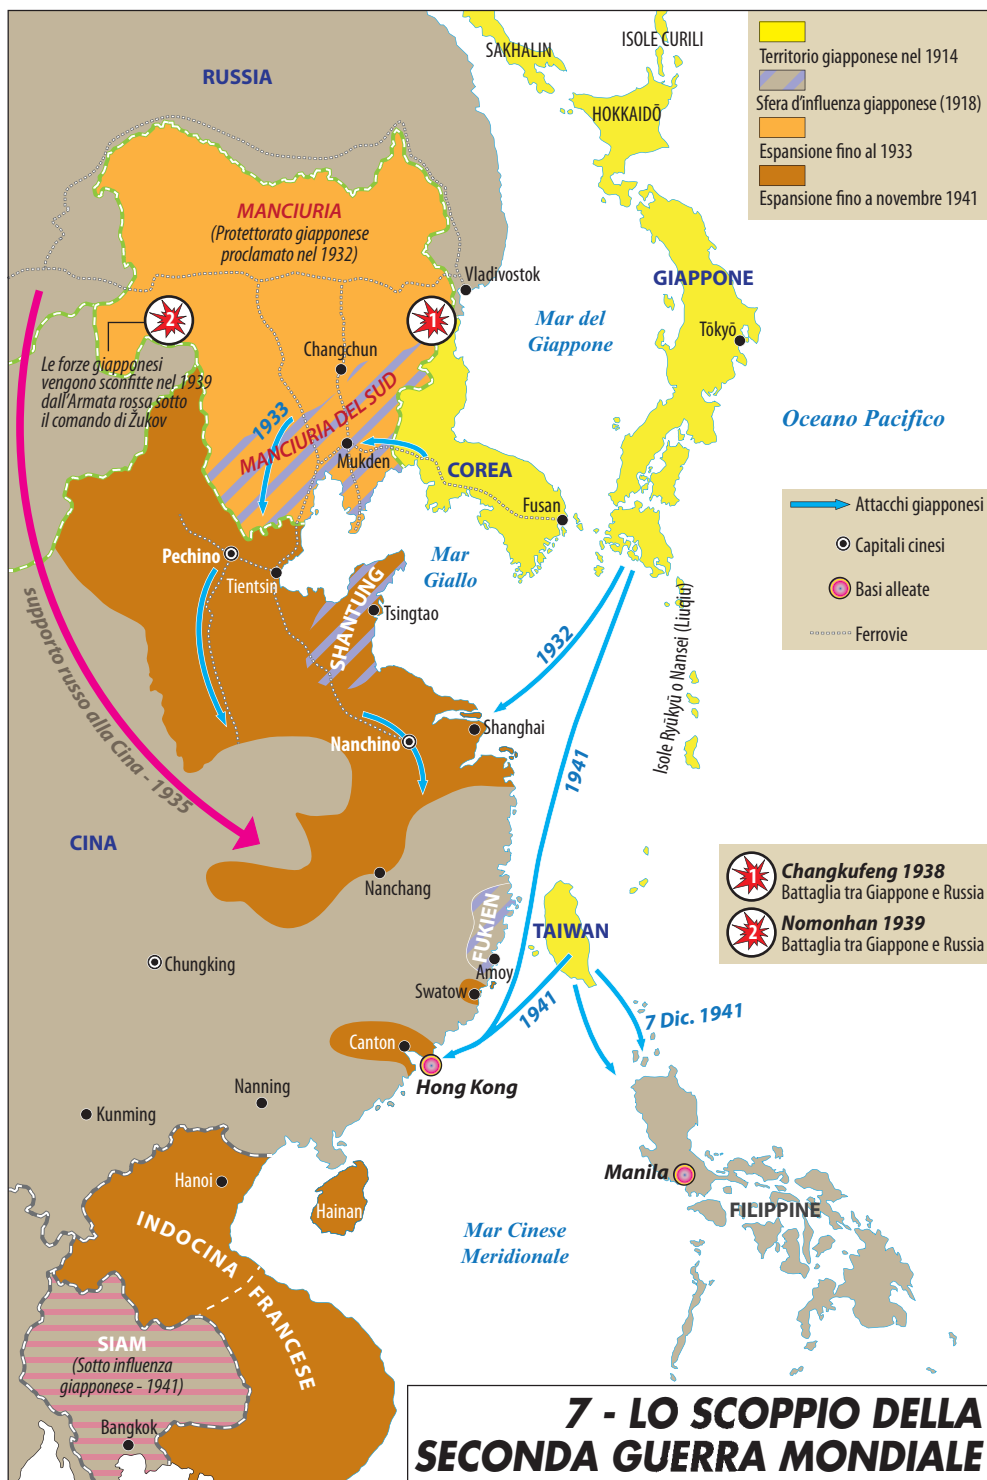 SAKHALIN
ISOLE CURILI
RUSSIA
HOKKAIDŌ
Territorio giapponese nel 1914
Sfera d'influenza giapponese (1918)
Espansione fino al 1933
Espansione fino a novembre 1941
MANCIURIA
(Protettorato giapponese
proclamato nel 1932)
Vladivostok
GIAPPONE
Mar del
Giappone
Tōkyō
2
1
Changchun
Le forze giapponesi
vengono sconfitte nel 1939
dall'Armata rossa sotto
il comando di Žukov
1933
MANCIURIA DEL SUD
Mukden
COREA
Fusan
Oceano Pacifico
Attacchi giapponesi
Capitali cinesi
Basi alleate
Ferrovie
Pechino
Tientsin
Mar
Giallo
SHANTUNG
Tsingtao
supporto russo alla Cina - 1935
1932
Isole Ryūkyū o Nansei (Liuqiu)
Shanghai
Nanchino
1941
CINA
Nanchang
1
Changkufeng 1938
Battaglia tra Giappone e Russia
2
Nomonhan 1939
Battaglia tra Giappone e Russia
FUKIEN
TAIWAN
Chungking
Amoy
Swatow
1941
7 Dic. 1941
Canton
Hong Kong
Nanning
Kunming
Manila
FILIPPINE
Hanoi
Hainan
Mar Cinese
Meridionale
INDOCINA
FRANCESE
SIAM
(Sotto influenza
giapponese - 1941)
Bangkok
7 - LO SCOPPIO DELLA
SECONDA GUERRA MONDIALE